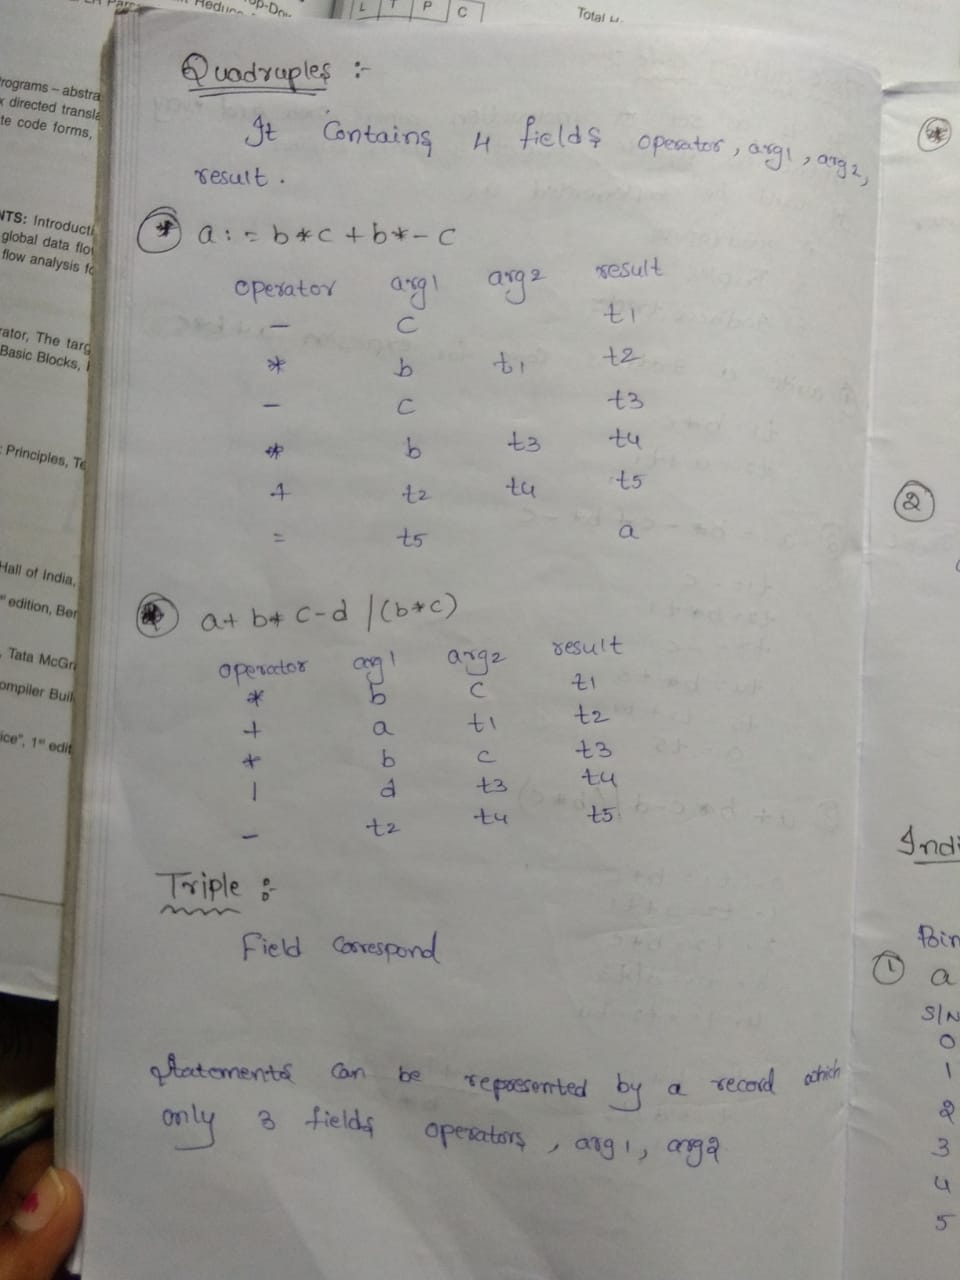 Total
L T P C
rograms – abstra
directed transla
te code forms,
NTS: Introducti
global data flo
flow analysis fo
rator, The targ
Basic Blocks,
: Principles, Te
Hall of India,
edition, Ber
Tata McGr
ompiler Buil
ice", 1st edit
Quadruples :-
It Contains 4 fields operator, arg1, arg2,
result.
* a := b*c + b*-c
operator arg1 arg2 result
- c t1
* b t1 t2
- c t3
* b t3 t4
+ t2 t4 t5
= t5 a
* a+ b* c-d /(b*c)
operator arg1 arg2 result
* b c t1
+ a t1 t2
* b c t3
/ d t3 t4
- t2 t4 t5
Triple :-
Field Correspond
Statements can be represented by a record which
only 3 fields operators, arg1, arg2
*
2
Indi
Poin
1 a
S/N
0
1
2
3
4
5